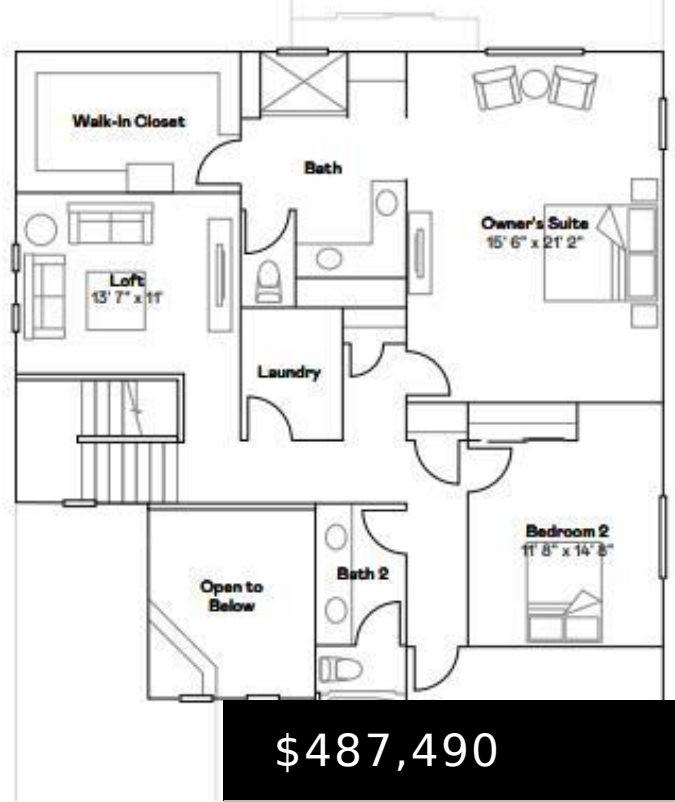 Walk-In Closet
Bath
Owner's Suite
15' 6" x 21' 2"
Loft
13' 7" x 11'
Laundry
Bedroom 2
11' 8" x 14' 8"
Bath 2
Open to
Below
$487,490